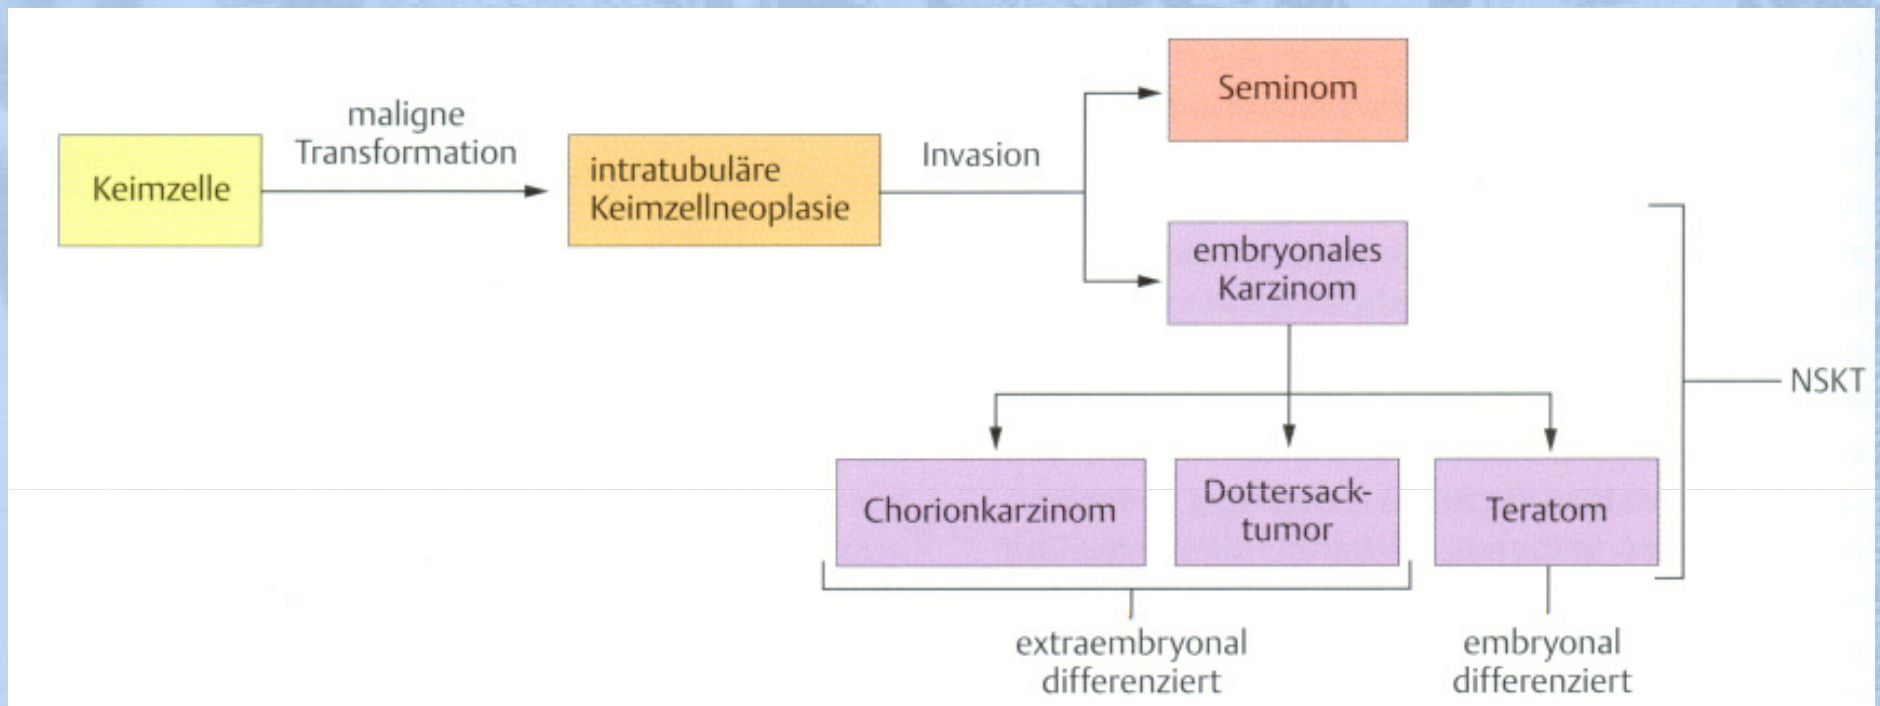 Keimzelle
maligne
Transformation
intratubuläre
Keimzellneoplasie
Invasion
Seminom
embryonales
Karzinom
NSKT
Chorionkarzinom
Dottersack-
tumor
Teratom
extraembryonal
differenziert
embryonal
differenziert